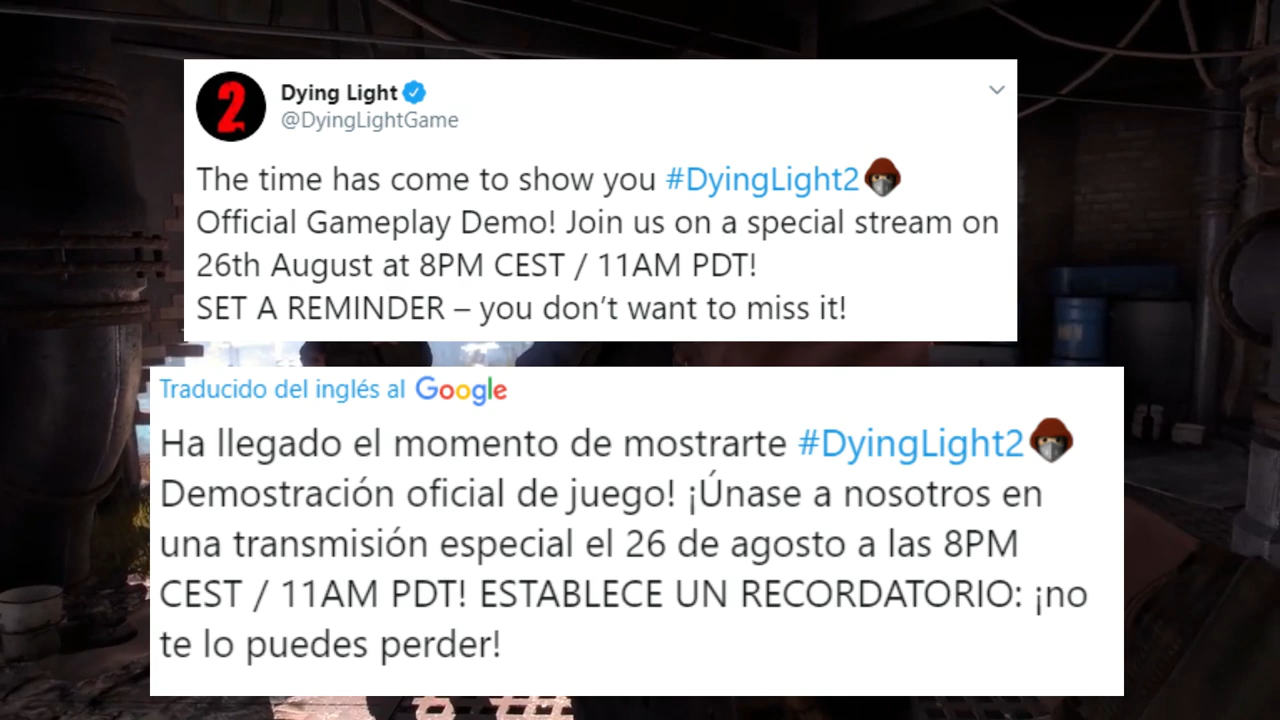 2
Dying Light
@DyingLightGame
The time has come to show you #DyingLight2
Official Gameplay Demo! Join us on a special stream on
26th August at 8PM CEST / 11AM PDT!
SET A REMINDER – you don’t want to miss it!
Traducido del inglés al Google
Ha llegado el momento de mostrarte #DyingLight2
Demostración oficial de juego! ¡Únase a nosotros en
una transmisión especial el 26 de agosto a las 8PM
CEST / 11AM PDT! ESTABLECE UN RECORDATORIO: ¡no
te lo puedes perder!